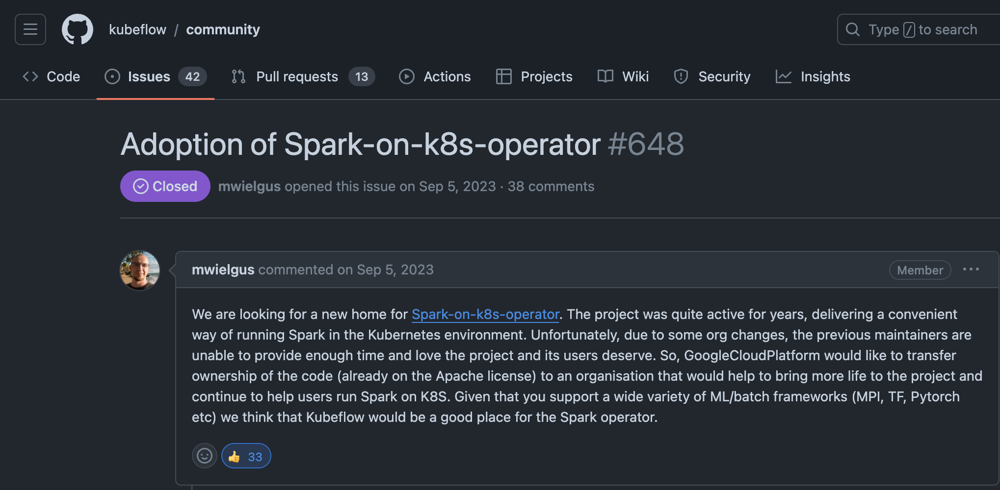 kubeflow / community
Type / to search
Code
Issues 42
Pull requests 13
Actions
Projects
Wiki
Security
Insights
Adoption of Spark-on-k8s-operator #648
Closed
mwielgus opened this issue on Sep 5, 2023 · 38 comments
mwielgus commented on Sep 5, 2023
Member
We are looking for a new home for Spark-on-k8s-operator. The project was quite active for years, delivering a convenient
way of running Spark in the Kubernetes environment. Unfortunately, due to some org changes, the previous maintainers are
unable to provide enough time and love the project and its users deserve. So, GoogleCloudPlatform would like to transfer
ownership of the code (already on the Apache license) to an organisation that would help to bring more life to the project and
continue to help users run Spark on K8S. Given that you support a wide variety of ML/batch frameworks (MPI, TF, Pytorch
etc) we think that Kubeflow would be a good place for the Spark operator.
👍 33